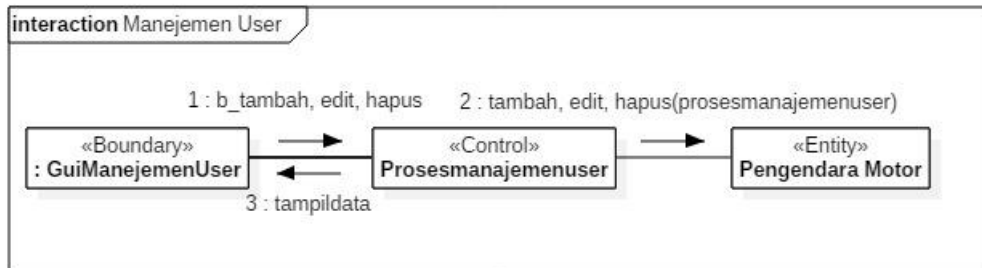 interaction Manejemen User
1 : b_tambah, edit, hapus
2 : tambah, edit, hapus(prosesmanajemenuser)
«Boundary»
: GuiManejemenUser
«Control»
Prosesmanajemenuser
«Entity»
Pengendara Motor
3 : tampildata